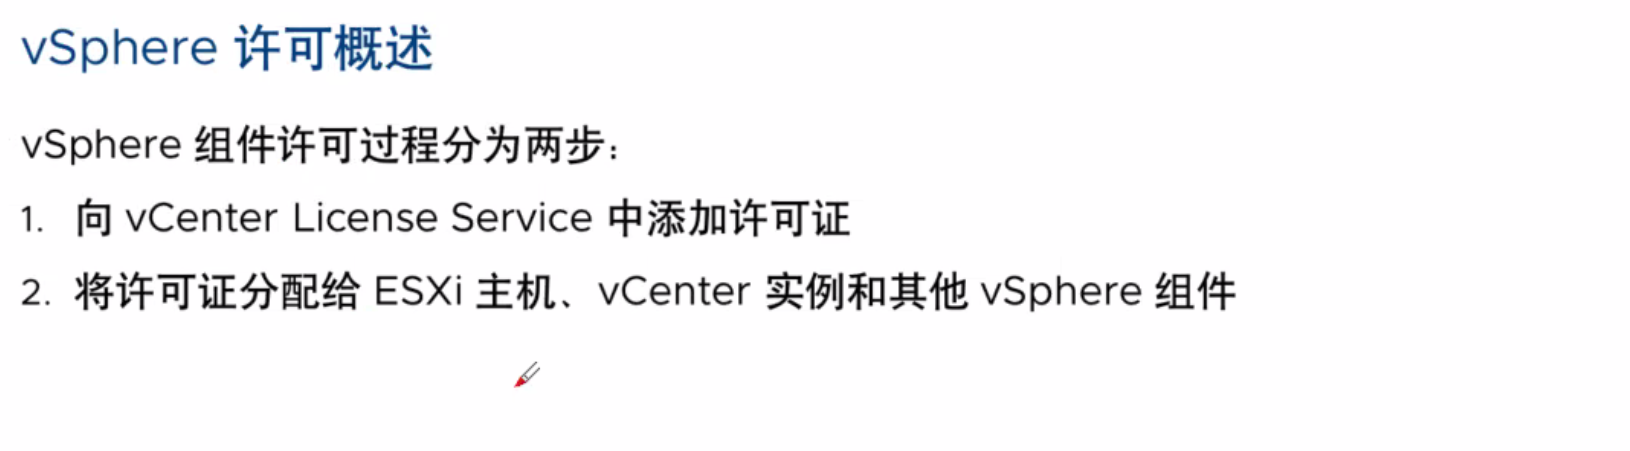 vSphere 许可概述
vSphere 组件许可过程分为两步：
1. 向 vCenter License Service 中添加许可证
2. 将许可证分配给 ESXi 主机、vCenter 实例和其他 vSphere 组件